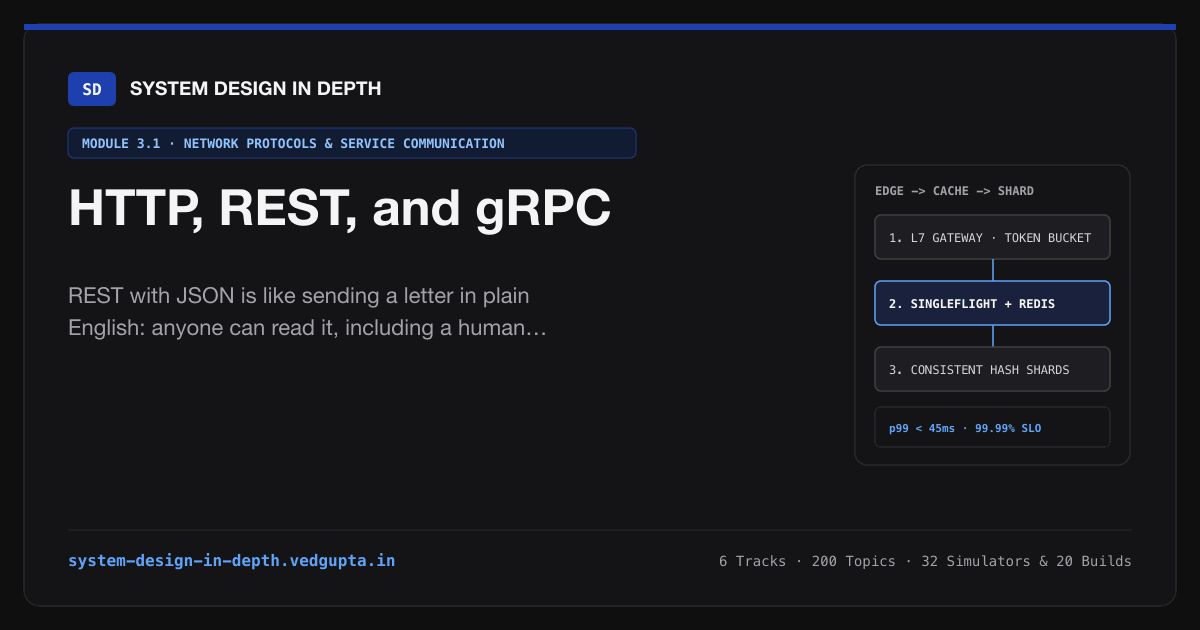 SD
SYSTEM DESIGN IN DEPTH
MODULE 3.1 · NETWORK PROTOCOLS & SERVICE COMMUNICATION
HTTP, REST, and gRPC
REST with JSON is like sending a letter in plain
English: anyone can read it, including a human…
EDGE —> CACHE —> SHARD
1. L7 GATEWAY · TOKEN BUCKET
2. SINGLEFLIGHT + REDIS
3. CONSISTENT HASH SHARDS
p99 < 45ms · 99.99% SLO
system-design-in-depth.vedgupta.in
6 Tracks · 200 Topics · 32 Simulators & 20 Builds